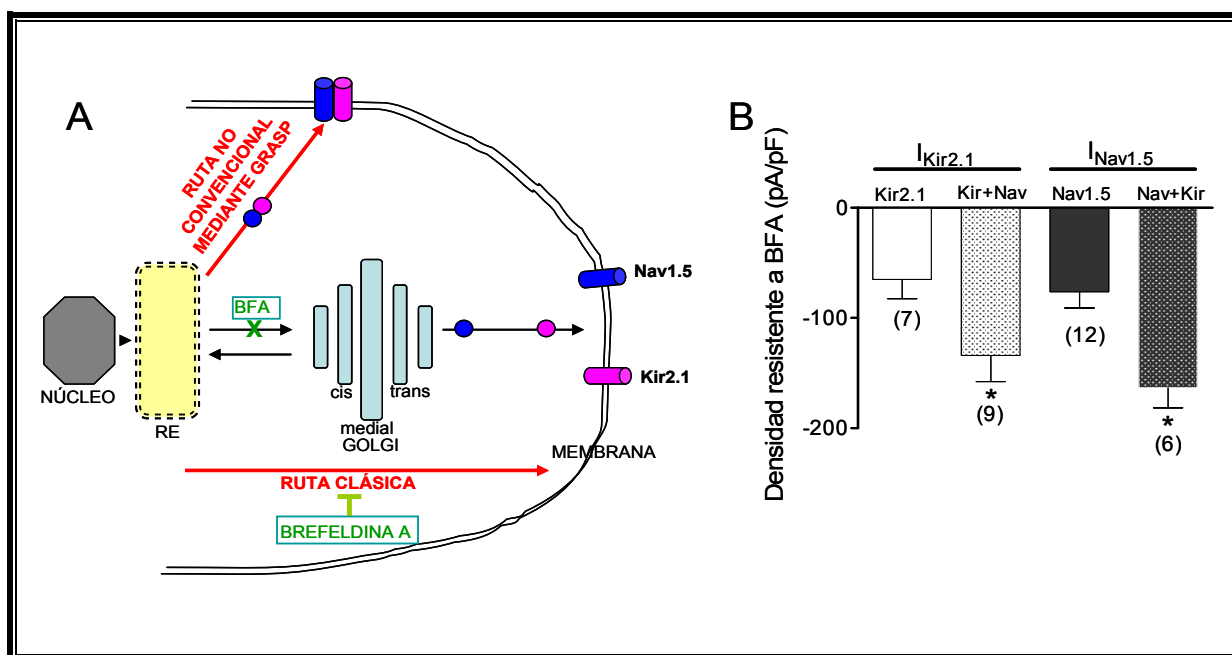 A
RUTA NO
CONVENCIONAL
MEDIANTE GRASP
BFA
X
NÚCLEO
RE
cis
trans
medial
GOLGI
Nav1.5
Kir2.1
MEMBRANA
RUTA CLÁSICA
BREFELDINA A
B
Densidad resistente a BFA (pA/pF)
IKir2.1
INav1.5
Kir2.1
Kir+Nav
Nav1.5
Nav+Kir
0
-100
-200
(7)
*
(9)
(12)
*
(6)